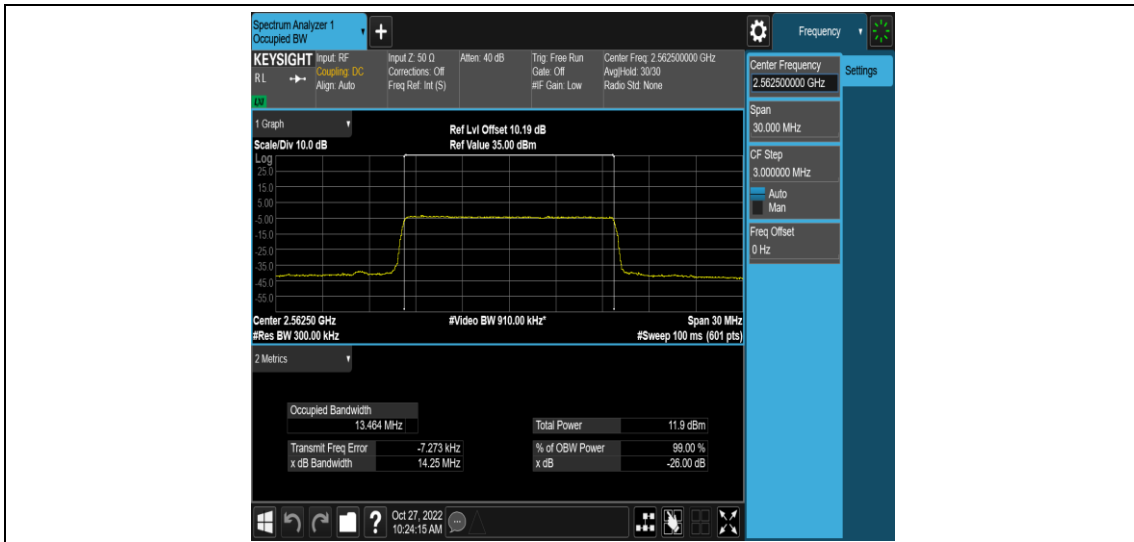 Spectrum Analyzer 1
Occupied BW
+
Frequency
KEYSIGHT
RL
LXI
Input: RF
Coupling: DC
Align: Auto
Input Z: 50 Ω
Corrections: Off
Freq Ref: Int (S)
Atten: 40 dB
Trig: Free Run
Gate: Off
#IF Gain: Low
Center Freq: 2.562500000 GHz
Avg|Hold: 30/30
Radio Std: None
Center Frequency
2.562500000 GHz
Settings
Span
30.000 MHz
CF Step
3.000000 MHz
Auto
Man
Freq Offset
0 Hz
1 Graph
Scale/Div 10.0 dB
Ref Lvl Offset 10.19 dB
Ref Value 35.00 dBm
Log
25.0
15.0
5.00
-5.00
-15.0
-25.0
-35.0
-45.0
-55.0
Center 2.56250 GHz
#Video BW 910.00 kHz*
Span 30 MHz
#Res BW 300.00 kHz
#Sweep 100 ms (601 pts)
2 Metrics
Occupied Bandwidth
13.464 MHz
Total Power 11.9 dBm
Transmit Freq Error -7.273 kHz
% of OBW Power 99.00 %
x dB Bandwidth 14.25 MHz
x dB -26.00 dB
?
Oct 27, 2022
10:24:15 AM